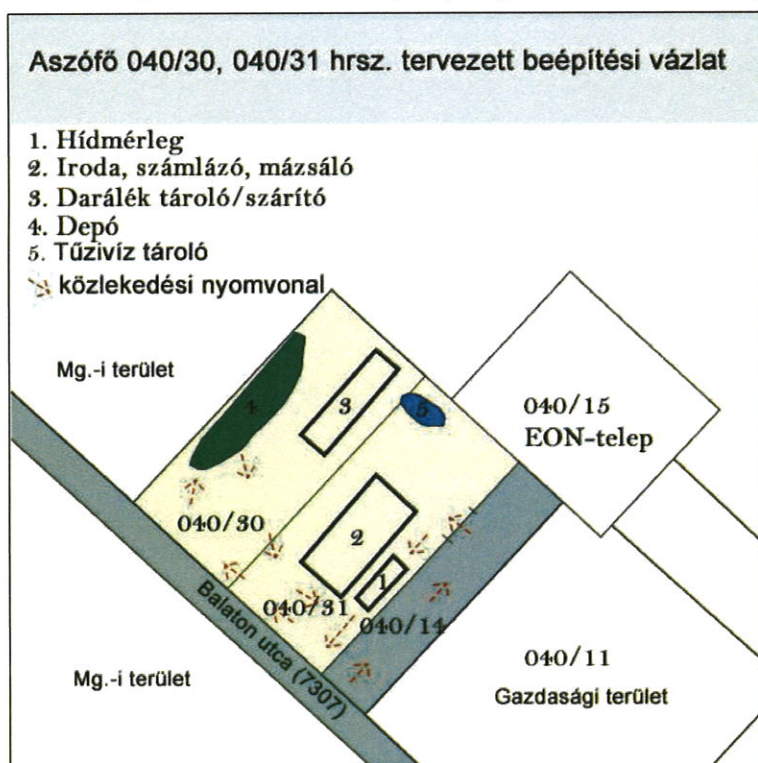 Aszófő 040/30, 040/31 hrsz. tervezett beépítési vázlat
1. Hídmérleg
2. Iroda, számlázó, mázsáló
3. Darálék tároló/szárító
4. Depó
5. Tűzivíz tároló
közlekedési nyomvonal
Mg.-i terület
4
3
5
040/15
EON-telep
040/30
2
1
040/31
040/14
Balaton utca (7307)
040/11
Gazdasági terület
Mg.-i terület